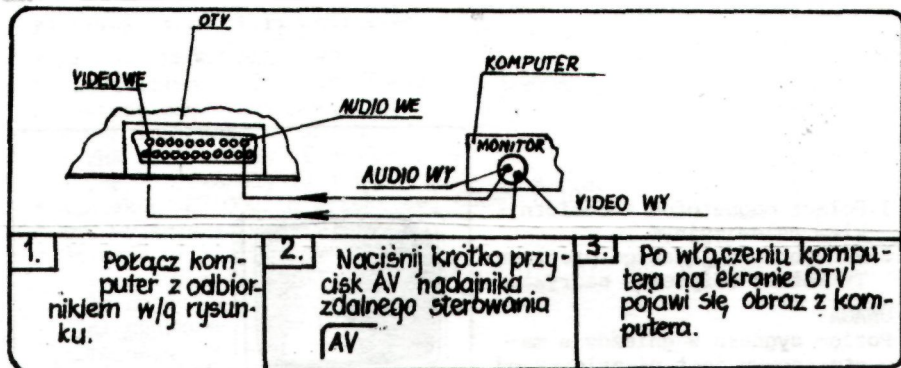 OTV
VIDEO WE
AUDIO WE
KOMPUTER
MONITOR
AUDIO WY
VIDEO WY
1.
Połącz kom-
puter z odbior-
nikiem w/g rysun-
ku.
2.
Naciśnij krótko przy-
cisk AV nadajnika
zdalnego sterowania
AV
3.
Po włączeniu kompu-
tera na ekranie OTV
pojawi się obraz z kom-
putera.